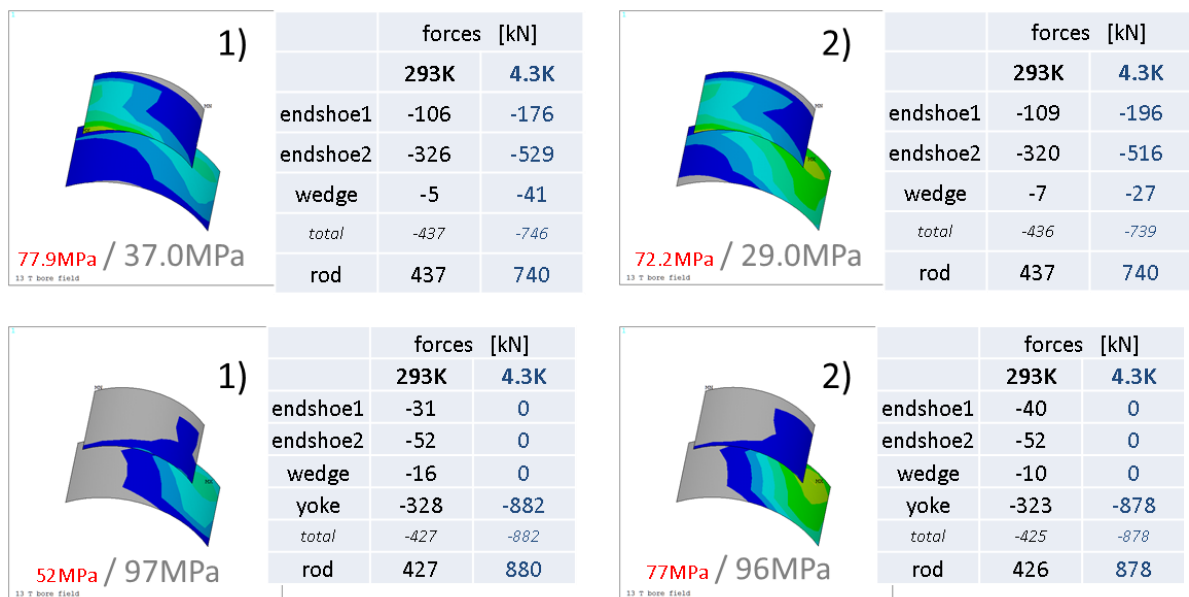 1)
forces [kN]
293K 4.3K
endshoe1 -106 -176
endshoe2 -326 -529
wedge -5 -41
total -437 -746
rod 437 740
77.9MPa / 37.0MPa
13 T bore field
2)
forces [kN]
293K 4.3K
endshoe1 -109 -196
endshoe2 -320 -516
wedge -7 -27
total -436 -739
rod 437 740
72.2MPa / 29.0MPa
13 T bore field
1)
forces [kN]
293K 4.3K
endshoe1 -31 0
endshoe2 -52 0
wedge -16 0
yoke -328 -882
total -427 -882
rod 427 880
52MPa / 97MPa
13 T bore field
2)
forces [kN]
293K 4.3K
endshoe1 -40 0
endshoe2 -52 0
wedge -10 0
yoke -323 -878
total -425 -878
rod 426 878
77MPa / 96MPa
13 T bore field